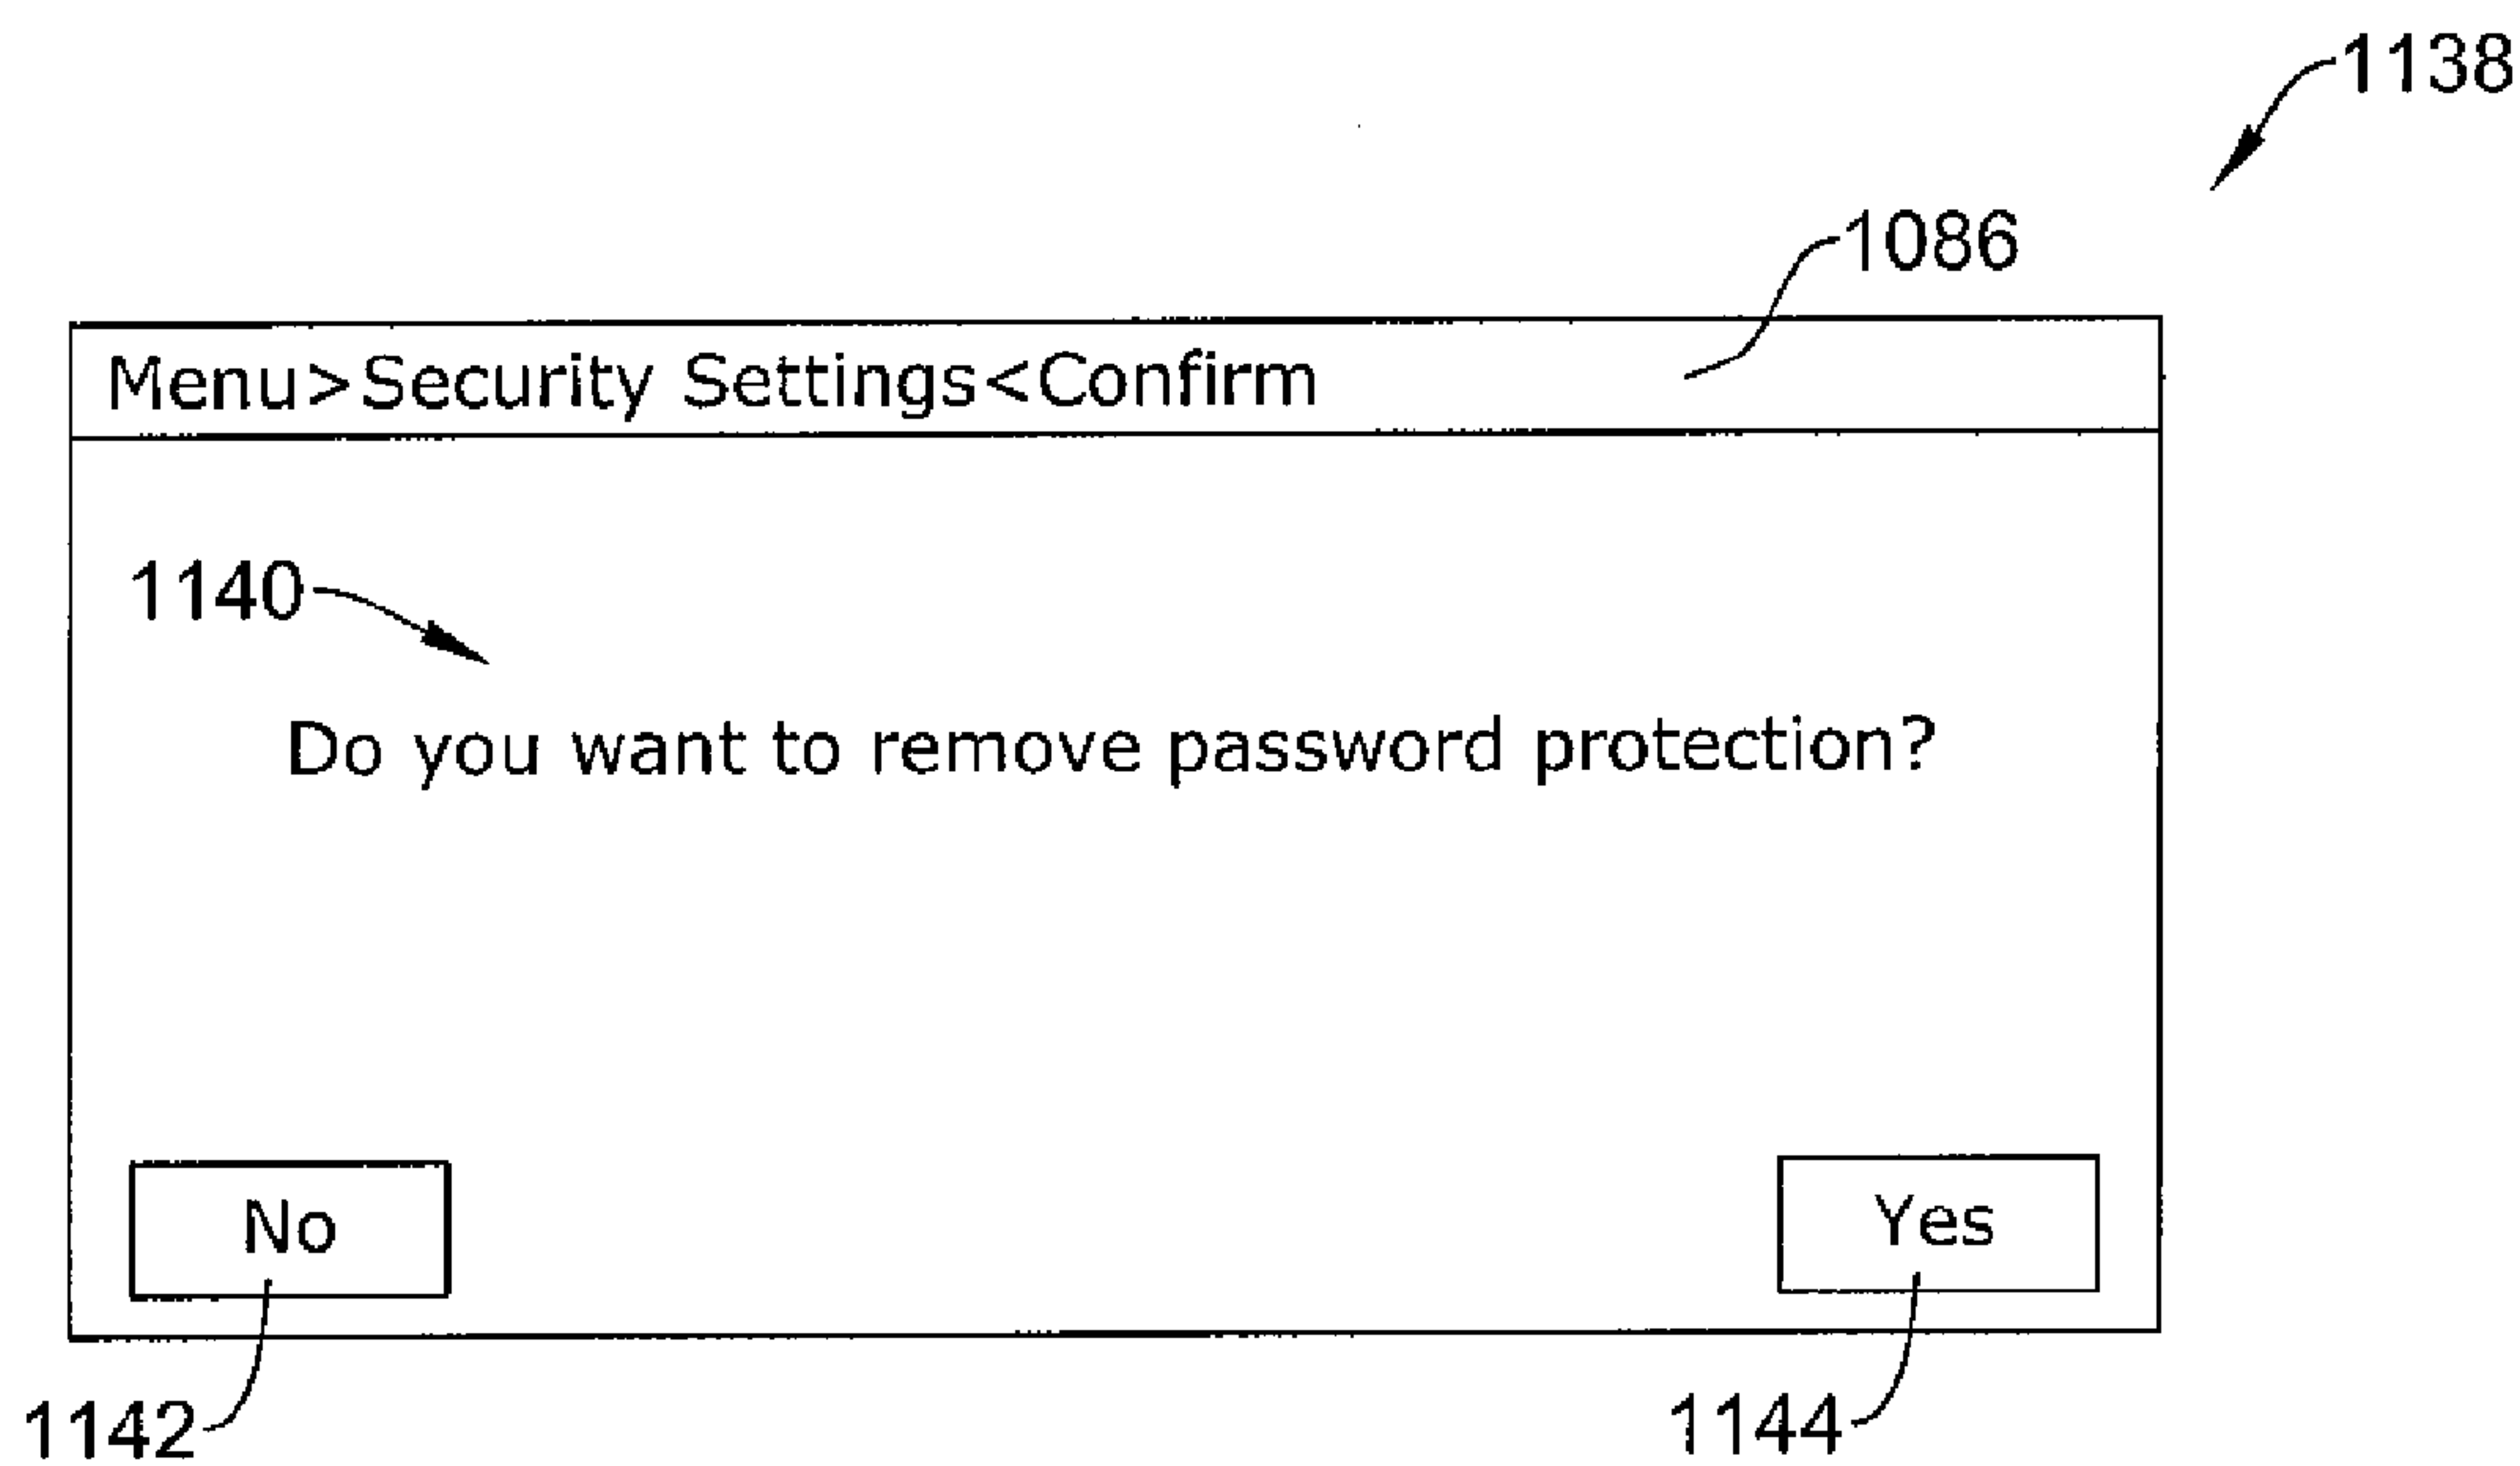 1138
1086
Menu>Security Settings<Confirm
1140
Do you want to remove password protection?
No
Yes
1142
1144